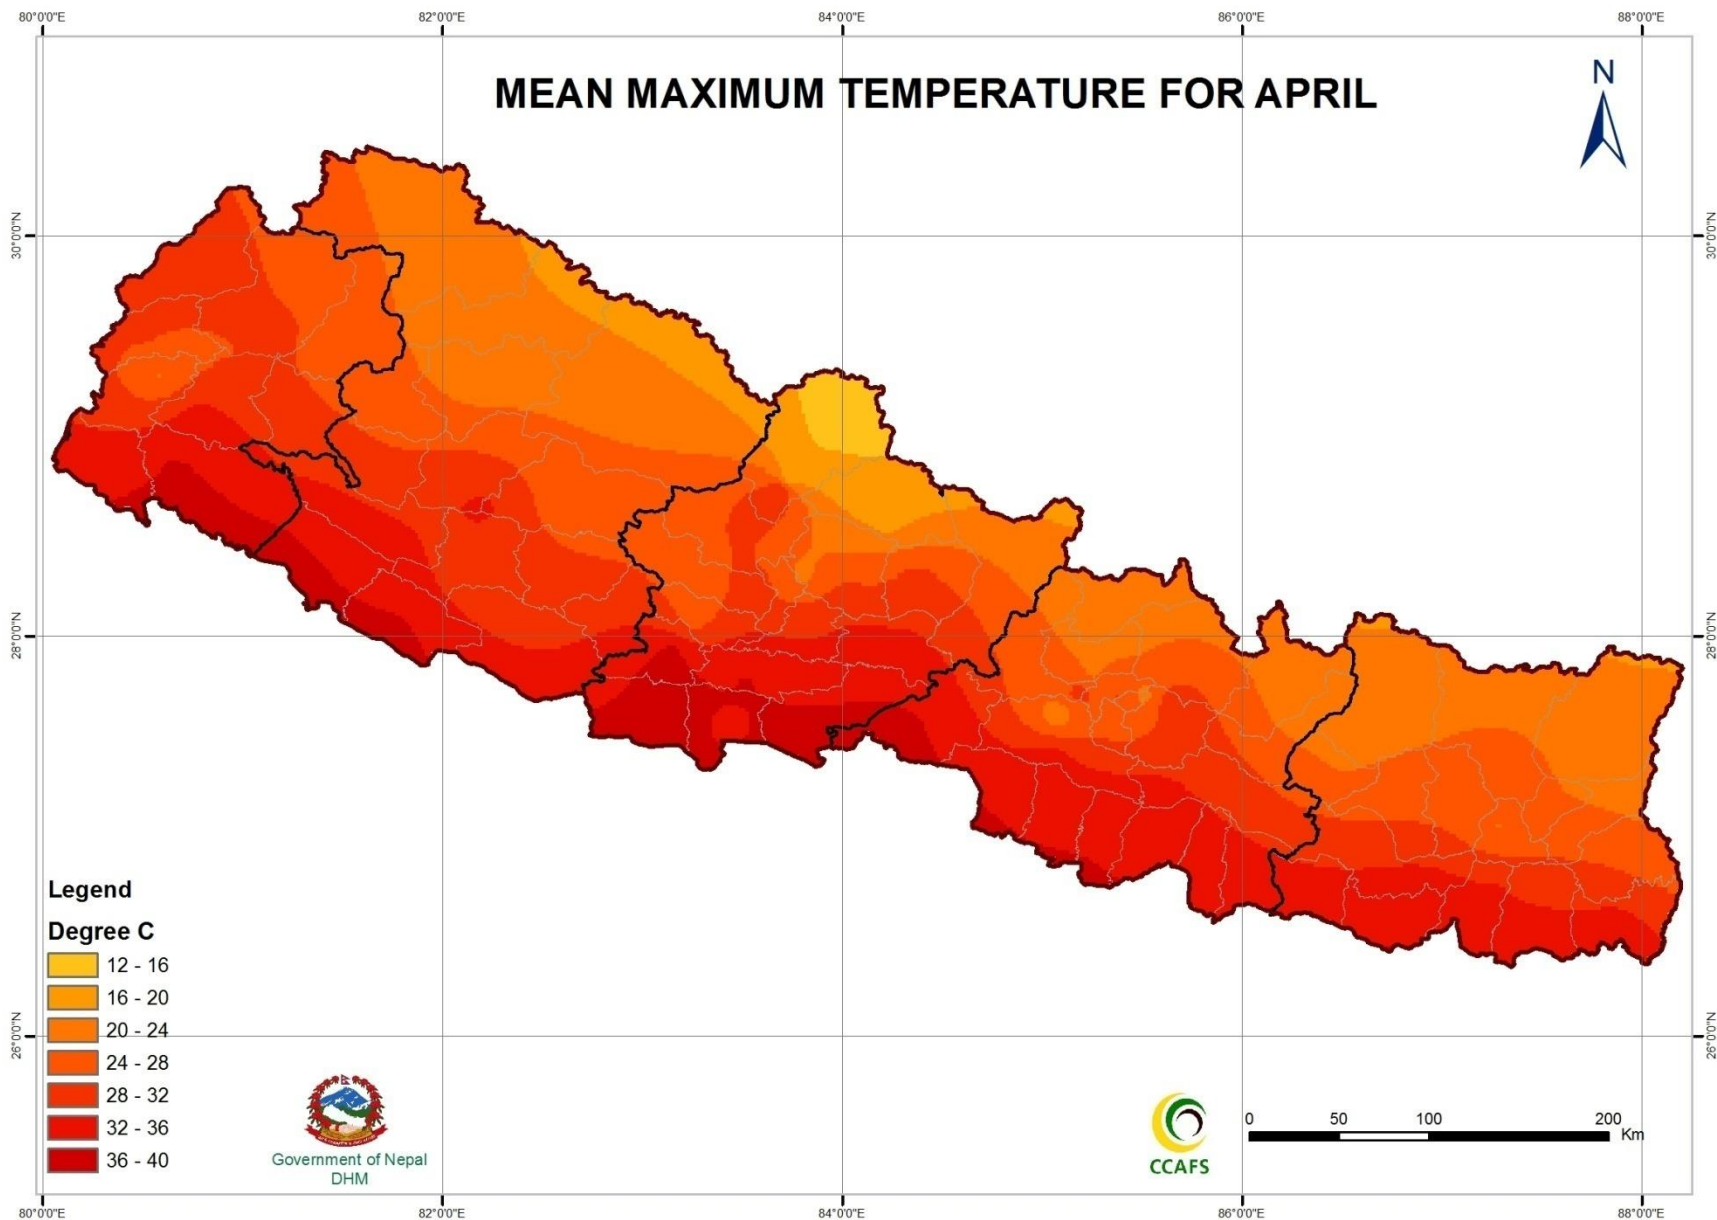 80°0'0"E 82°0'0"E 84°0'0"E 86°0'0"E 88°0'0"E
MEAN MAXIMUM TEMPERATURE FOR APRIL
N
30°0'0"N 30°0'0"N
28°0'0"N 28°0'0"N
Legend
Degree C
12 - 16
16 - 20
20 - 24
24 - 28
28 - 32
32 - 36
36 - 40
26°0'0"N 26°0'0"N
Government of Nepal
DHM
CCAFS
0 50 100 200
Km
80°0'0"E 82°0'0"E 84°0'0"E 86°0'0"E 88°0'0"E